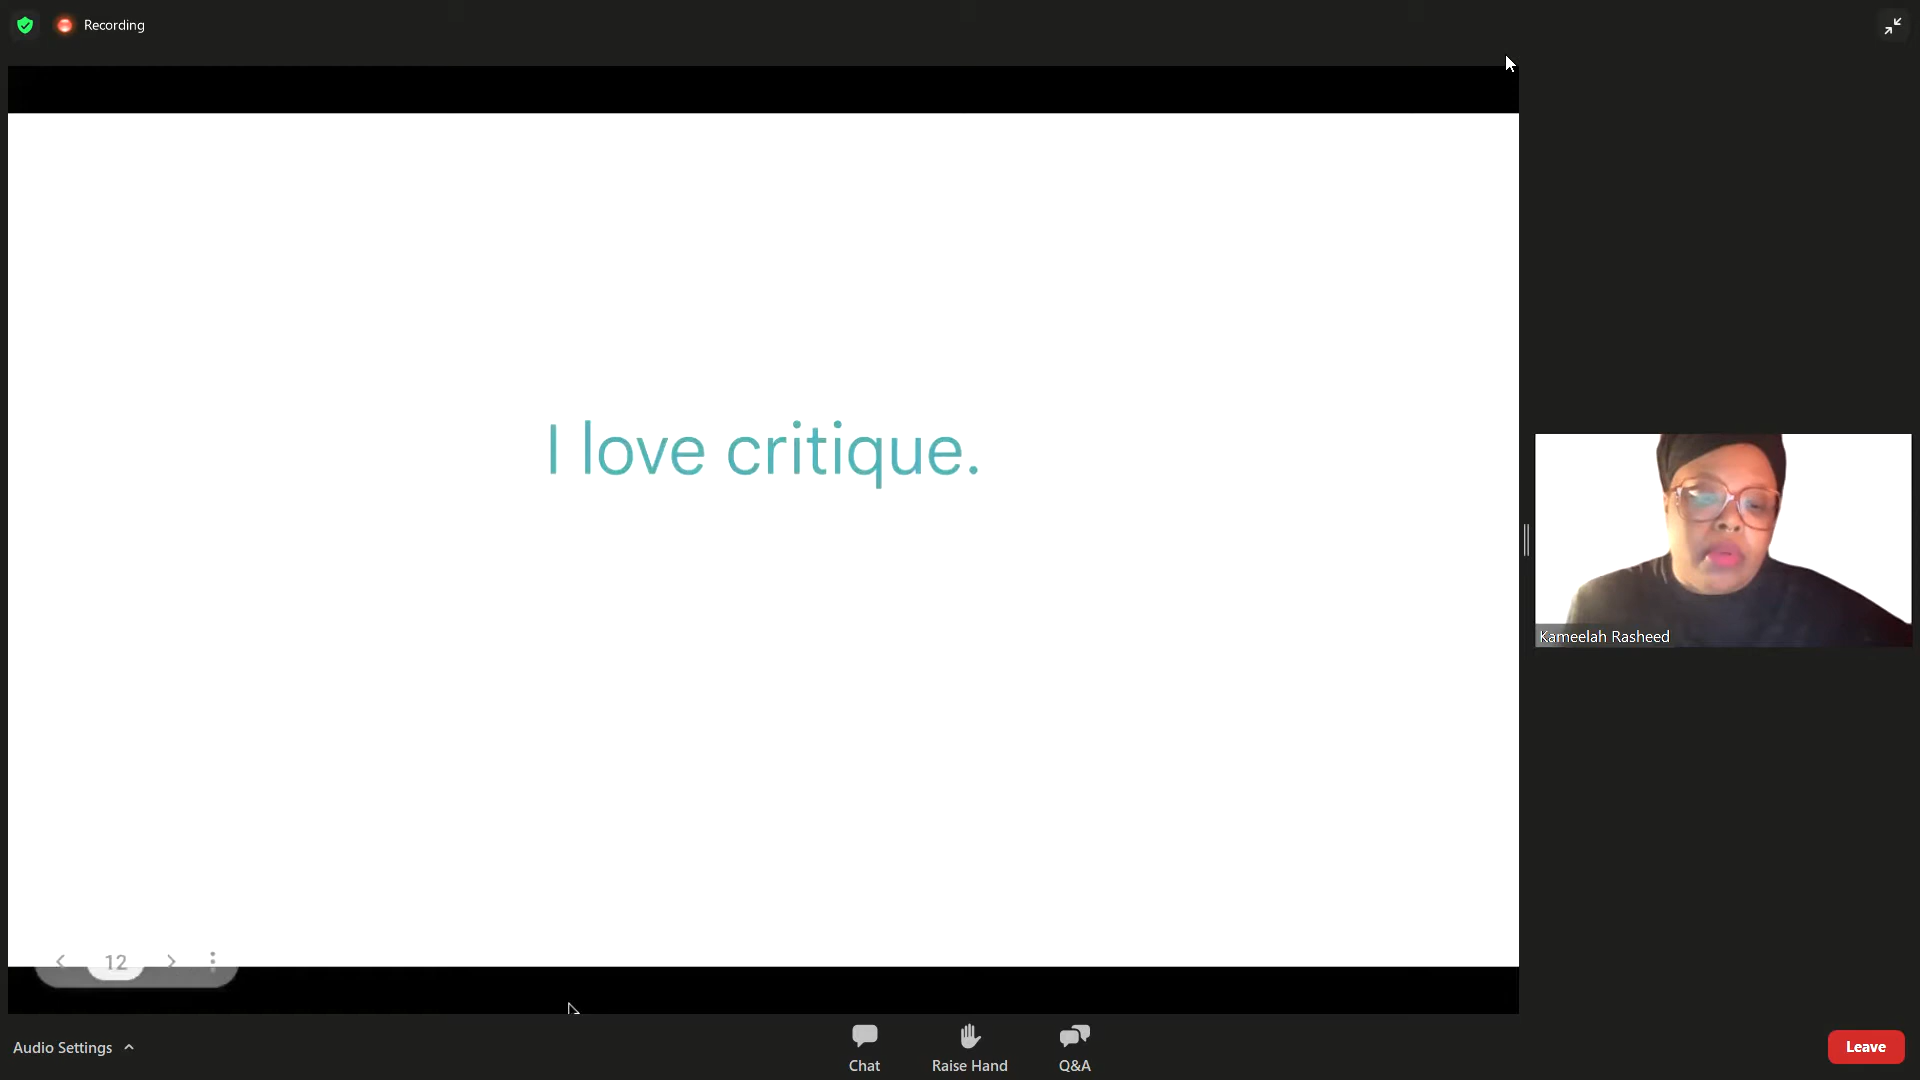 Recording
I love critique.
Kameelah Rasheed
12
Audio Settings
Chat
Raise Hand
Q&A
Leave